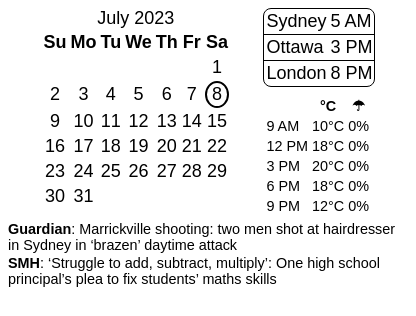 July 2023
Su Mo Tu We Th Fr Sa
1
2 3 4 5 6 7 8
9 10 11 12 13 14 15
16 17 18 19 20 21 22
23 24 25 26 27 28 29
30 31
Sydney 5 AM
Ottawa 3 PM
London 8 PM
°C ☂
9 AM 10°C 0%
12 PM 18°C 0%
3 PM 20°C 0%
6 PM 18°C 0%
9 PM 12°C 0%
Guardian: Marrickville shooting: two men shot at hairdresser
in Sydney in ‘brazen’ daytime attack
SMH: ‘Struggle to add, subtract, multiply’: One high school
principal’s plea to fix students’ maths skills